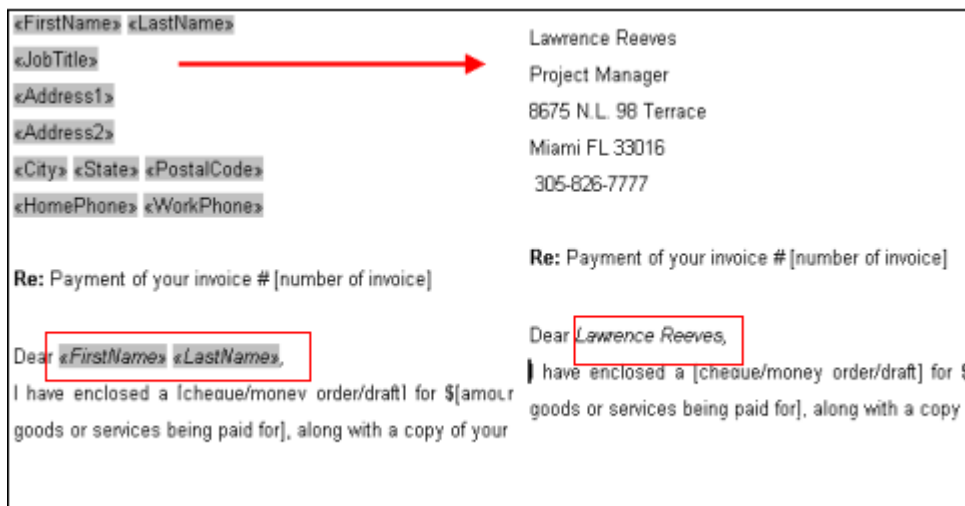 «FirstName» «LastName»
«JobTitle»
«Address1»
«Address2»
«City» «State» «PostalCode»
«HomePhone» «WorkPhone»
Re: Payment of your invoice # [number of invoice]
Dear «FirstName» «LastName»,
I have enclosed a [cheque/money order/draft] for $[amour
goods or services being paid for], along with a copy of your
Lawrence Reeves
Project Manager
8675 N.L. 98 Terrace
Miami FL 33016
305-826-7777
Re: Payment of your invoice # [number of invoice]
Dear Lawrence Reeves,
I have enclosed a [cheque/money order/draft] for $
goods or services being paid for], along with a copy